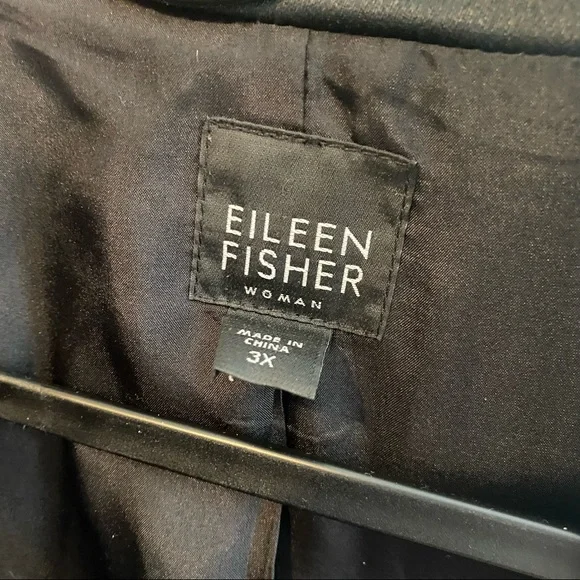 EILEEN
FISHER
WOMAN
MADE IN
CHINA
3X